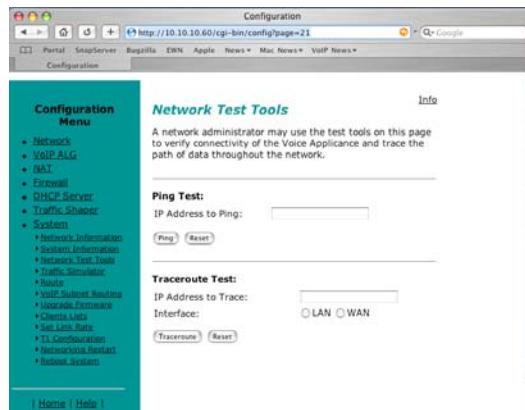 Configuration
http://10.10.10.60/cgi-bin/config?page=21
Q- Google
Portal SnapServer Bugzilla EWN Apple News Mac News VoIP News
Configuration
Configuration Menu
Network
VoIP ALG
NAT
Firewall
DHCP Server
Traffic Shaper
System
Network Information
System Information
Network Test Tools
Traffic Simulator
Route
VoIP Subnet Routing
Upgrade Firmware
Clients Lists
Set Link Rate
T1 Configuration
Networking Restart
Reboot System
| Home | Help |
Info
Network Test Tools
A network administrator may use the test tools on this page
to verify connectivity of the Voice Applicance and trace the
path of data throughout the network.
Ping Test:
IP Address to Ping:
Ping Reset
Traceroute Test:
IP Address to Trace:
Interface: LAN WAN
Traceroute Reset